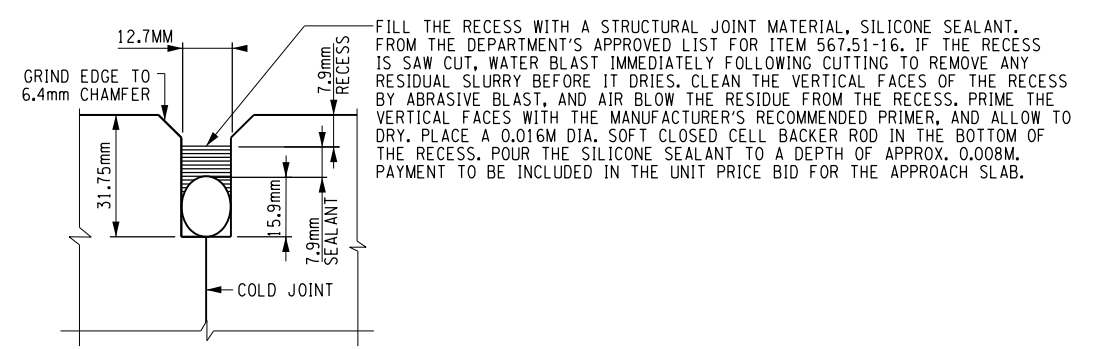 FILL THE RECESS WITH A STRUCTURAL JOINT MATERIAL, SILICONE SEALANT.
FROM THE DEPARTMENT'S APPROVED LIST FOR ITEM 567.51-16. IF THE RECESS
IS SAW CUT, WATER BLAST IMMEDIATELY FOLLOWING CUTTING TO REMOVE ANY
RESIDUAL SLURRY BEFORE IT DRIES. CLEAN THE VERTICAL FACES OF THE RECESS
BY ABRASIVE BLAST, AND AIR BLOW THE RESIDUE FROM THE RECESS. PRIME THE
VERTICAL FACES WITH THE MANUFACTURER'S RECOMMENDED PRIMER, AND ALLOW TO
DRY. PLACE A 0.016M DIA. SOFT CLOSED CELL BACKER ROD IN THE BOTTOM OF
THE RECESS. POUR THE SILICONE SEALANT TO A DEPTH OF APPROX. 0.008M.
PAYMENT TO BE INCLUDED IN THE UNIT PRICE BID FOR THE APPROACH SLAB.
12.7MM
7.9mm
RECESS
GRIND EDGE TO
6.4mm CHAMFER
31.75mm
15.9mm
7.9mm
SEALANT
COLD JOINT